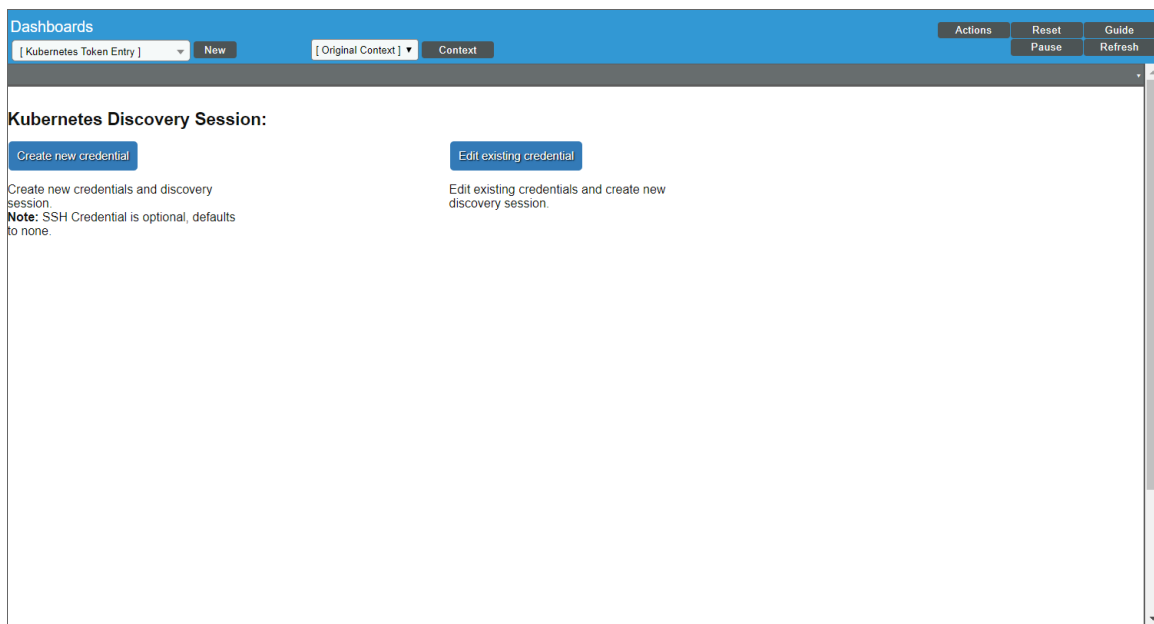 Dashboards
[ Kubernetes Token Entry ] New [ Original Context ] Context
Actions Reset Guide
Pause Refresh
Kubernetes Discovery Session:
Create new credential
Create new credentials and discovery
session.
Note: SSH Credential is optional, defaults
to none.
Edit existing credential
Edit existing credentials and create new
discovery session.